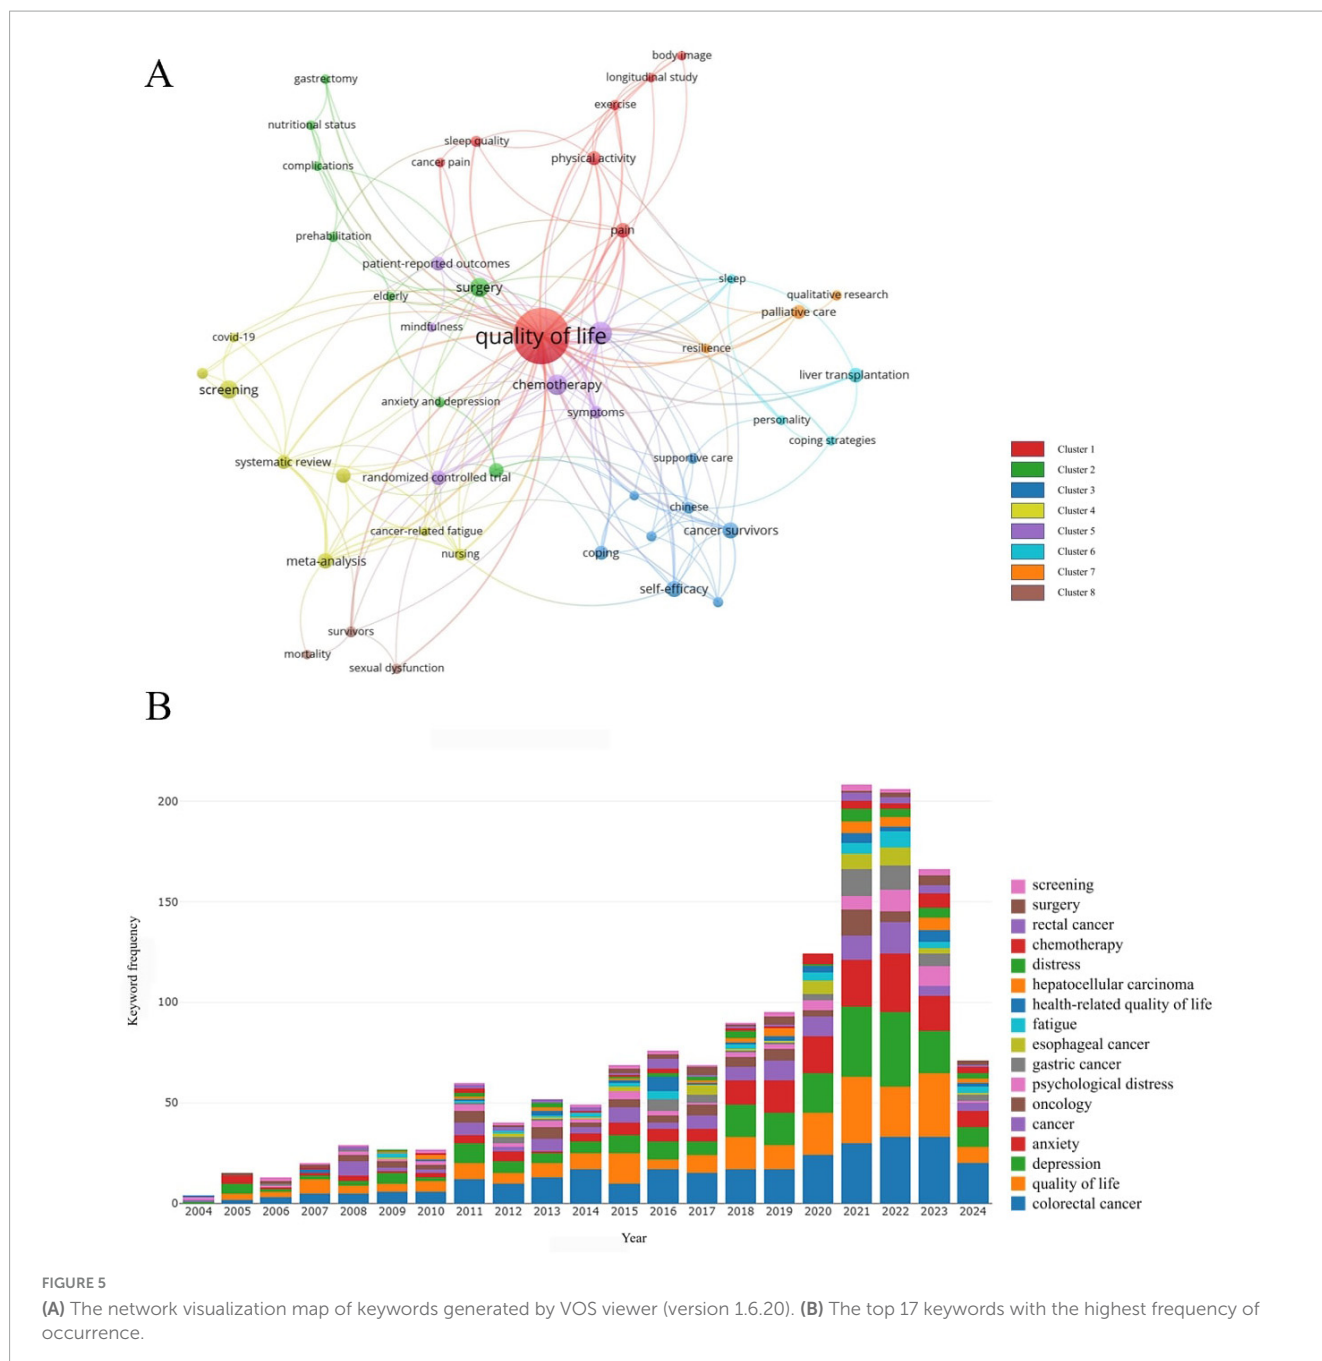 A
body image
longitudinal study
gastrectomy
exercise
nutritional status
sleep quality
physical activity
cancer pain
complications
pain
prehabilitation
patient-reported outcomes
sleep
surgery
elderly
qualitative research
palliative care
mindfulness
covid-19
quality of life
resilience
liver transplantation
screening
chemotherapy
anxiety and depression
symptoms
personality
coping strategies
supportive care
systematic review
randomized controlled trial
chinese
cancer-related fatigue
cancer survivors
nursing
coping
meta-analysis
self-efficacy
survivors
mortality
sexual dysfunction
Cluster 1
Cluster 2
Cluster 3
Cluster 4
Cluster 5
Cluster 6
Cluster 7
Cluster 8
B
Keyword frequency
200
150
100
50
0
2004 2005 2006 2007 2008 2009 2010 2011 2012 2013 2014 2015 2016 2017 2018 2019 2020 2021 2022 2023 2024
Year
screening
surgery
rectal cancer
chemotherapy
distress
hepatocellular carcinoma
health-related quality of life
fatigue
esophageal cancer
gastric cancer
psychological distress
oncology
cancer
anxiety
depression
quality of life
colorectal cancer
FIGURE 5
(A) The network visualization map of keywords generated by VOS viewer (version 1.6.20). (B) The top 17 keywords with the highest frequency of
occurrence.